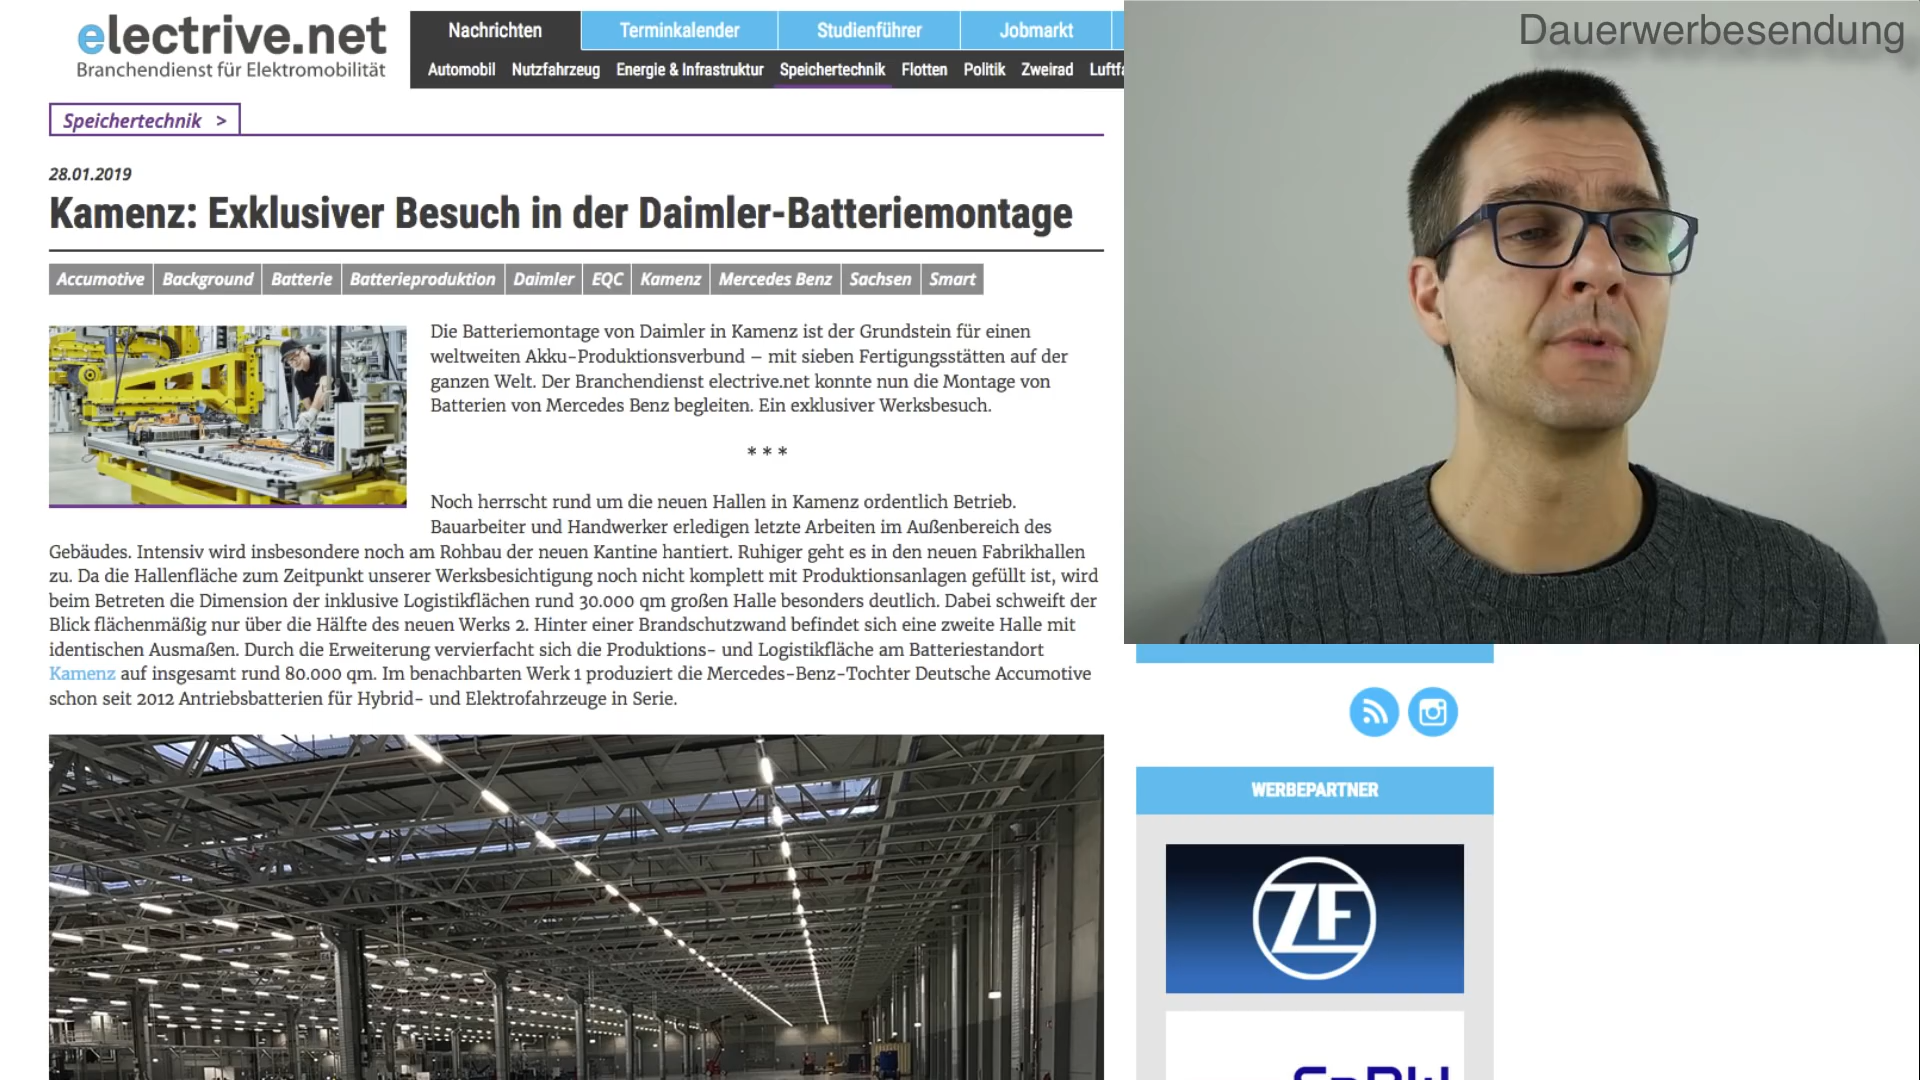 electrive.net
Branchendienst für Elektromobilität
Nachrichten
Terminkalender
Studienführer
Jobmarkt
Automobil Nutzfahrzeug Energie & Infrastruktur Speichertechnik Flotten Politik Zweirad
Dauerwerbesendung
Speichertechnik >
28.01.2019
Kamenz: Exklusiver Besuch in der Daimler-Batteriemontage
Accumotive Background Batterie Batterieproduktion Daimler EQC Kamenz Mercedes Benz Sachsen Smart
Die Batteriemontage von Daimler in Kamenz ist der Grundstein für einen
weltweiten Akku-Produktionsverbund – mit sieben Fertigungsstätten auf der
ganzen Welt. Der Branchendienst electrive.net konnte nun die Montage von
Batterien von Mercedes Benz begleiten. Ein exklusiver Werksbesuch.
* * *
Noch herrscht rund um die neuen Hallen in Kamenz ordentlich Betrieb.
Bauarbeiter und Handwerker erledigen letzte Arbeiten im Außenbereich des
Gebäudes. Intensiv wird insbesondere noch am Rohbau der neuen Kantine hantiert. Ruhiger geht es in den neuen Fabrikhallen
zu. Da die Hallenfläche zum Zeitpunkt unserer Werksbesichtigung noch nicht komplett mit Produktionsanlagen gefüllt ist, wird
beim Betreten die Dimension der inklusive Logistikflächen rund 30.000 qm großen Halle besonders deutlich. Dabei schweift der
Blick flächenmäßig nur über die Hälfte des neuen Werks 2. Hinter einer Brandschutzwand befindet sich eine zweite Halle mit
identischen Ausmaßen. Durch die Erweiterung vervierfacht sich die Produktions- und Logistikfläche am Batteriestandort
Kamenz auf insgesamt rund 80.000 qm. Im benachbarten Werk 1 produziert die Mercedes-Benz-Tochter Deutsche Accumotive
schon seit 2012 Antriebsbatterien für Hybrid- und Elektrofahrzeuge in Serie.
WERBEPARTNER
ZF